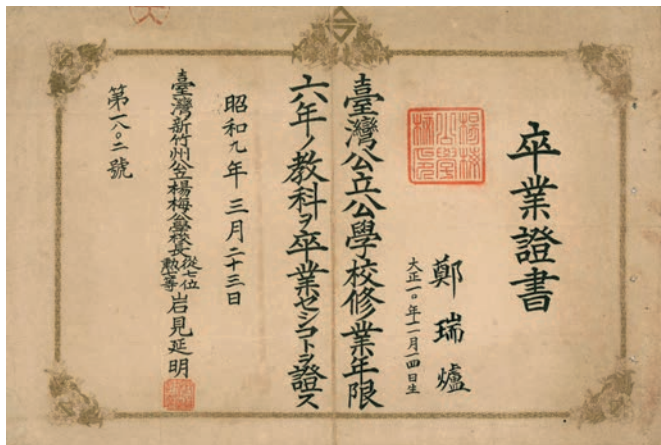 卒業證書
鄭瑞爐
大正一〇年十一月一四日生
臺灣公立公學校修業年限
六年ノ教科ヲ卒業セシコトヲ證ス
昭和九年三月二十三日
臺灣新竹州公立楊梅公學校長從七位勲八等岩見延明
第一八〇二號